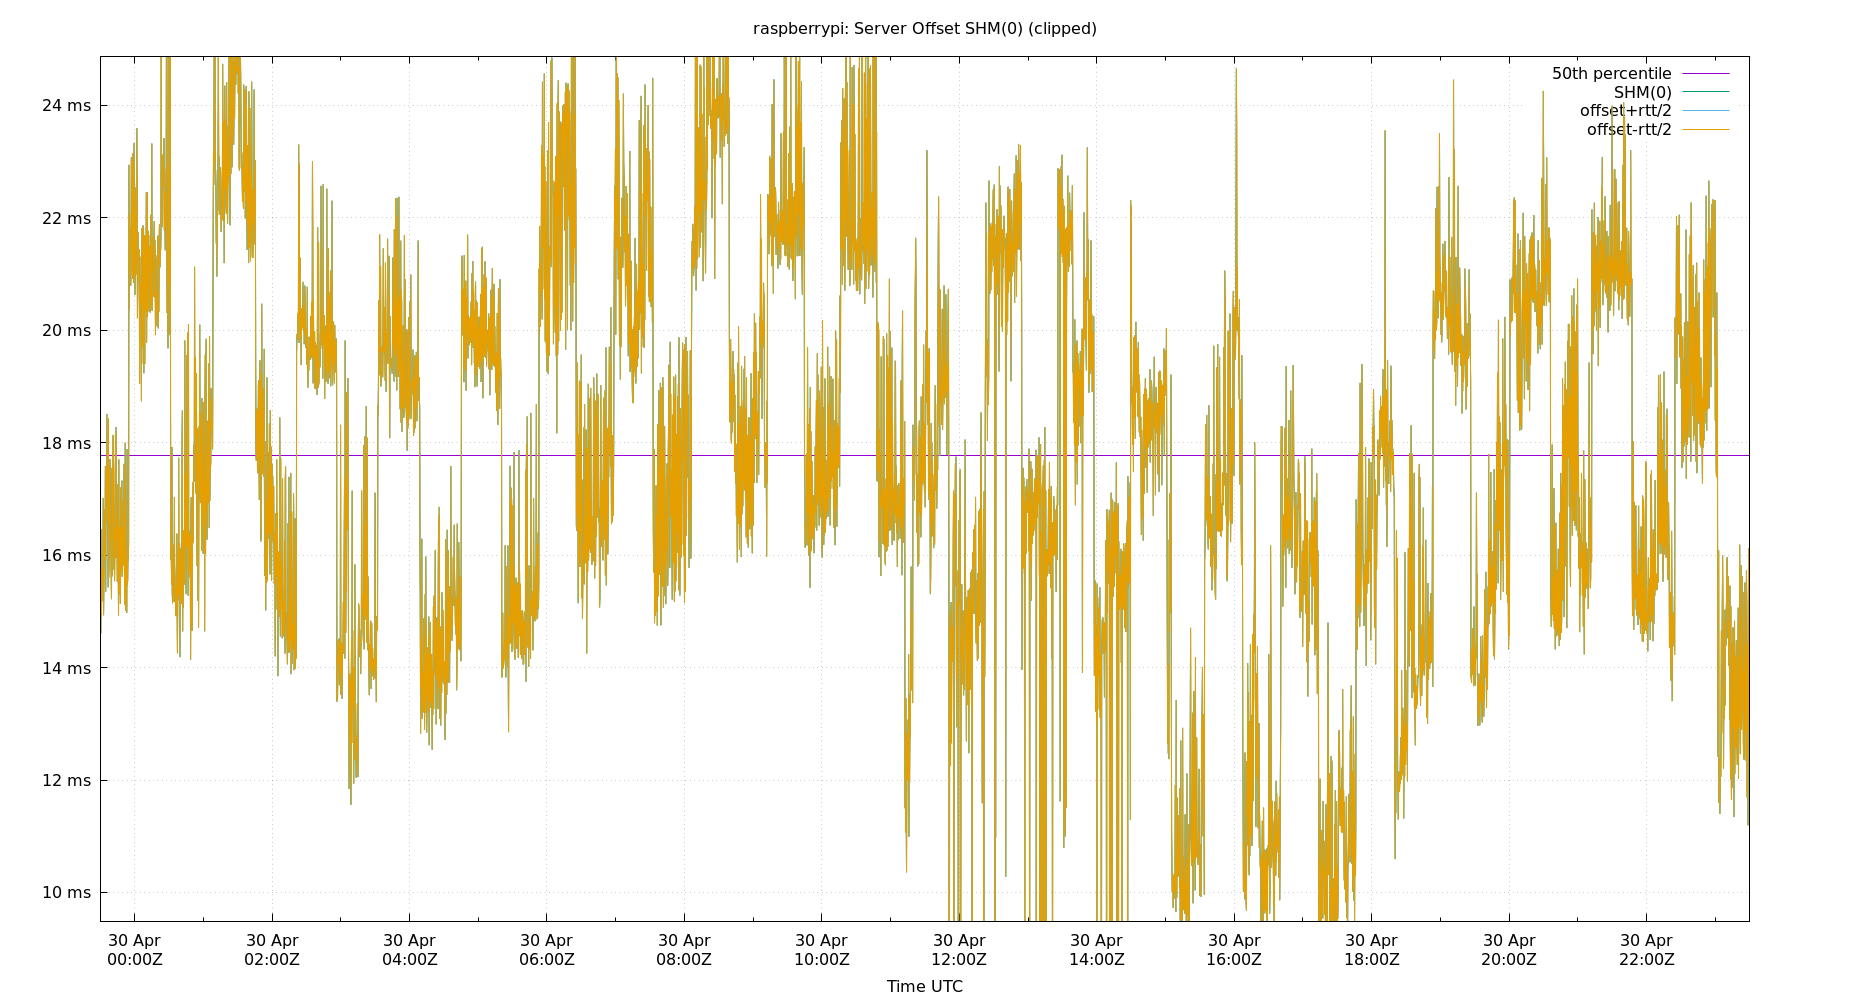 raspberrypi: Server Offset SHM(0) (clipped)
50th percentile
SHM(0)
offset+rtt/2
offset-rtt/2
24 ms
22 ms
20 ms
18 ms
16 ms
14 ms
12 ms
10 ms
30 Apr 30 Apr 30 Apr 30 Apr 30 Apr 30 Apr 30 Apr 30 Apr 30 Apr 30 Apr 30 Apr 30 Apr
00:00Z 02:00Z 04:00Z 06:00Z 08:00Z 10:00Z 12:00Z 14:00Z 16:00Z 18:00Z 20:00Z 22:00Z
Time UTC